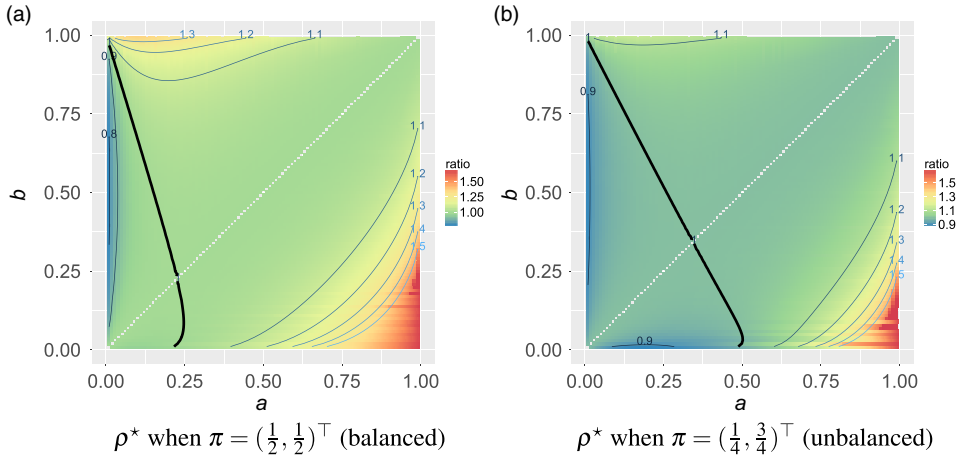 (a)
1.00
0.75
0.50
0.25
0.00
b
0.00 0.25 0.50 0.75 1.00
a
0.9
0.8
1.3 1.2 1.1
1.1
1.2
1.3
1.4
1.5
ratio
1.50
1.25
1.00
ρ* when π = (1/2, 1/2)⊤ (balanced)
(b)
1.00
0.75
0.50
0.25
0.00
b
0.00 0.25 0.50 0.75 1.00
a
1
0.9
1.1
1
0.9
1.1
1.2
1.3
1.4
1.5
ratio
1.5
1.3
1.1
0.9
ρ* when π = (1/4, 3/4)⊤ (unbalanced)